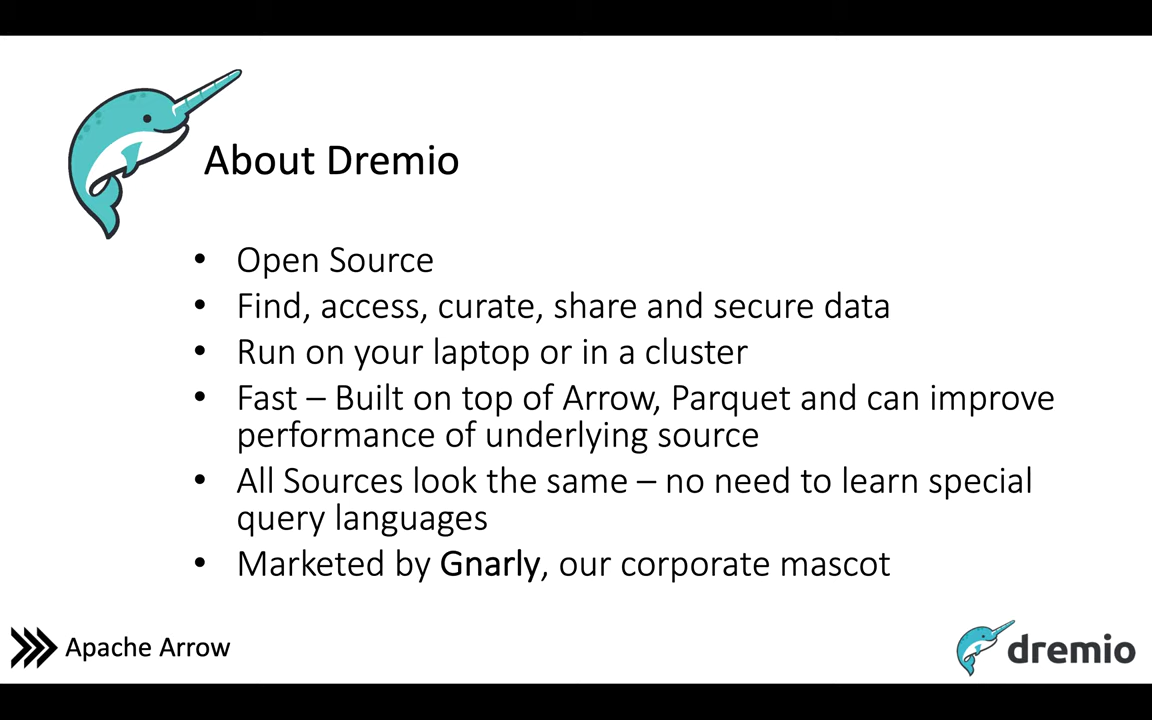 About Dremio
• Open Source
• Find, access, curate, share and secure data
• Run on your laptop or in a cluster
• Fast – Built on top of Arrow, Parquet and can improve
performance of underlying source
• All Sources look the same – no need to learn special
query languages
• Marketed by Gnarly, our corporate mascot
Apache Arrow
dremio